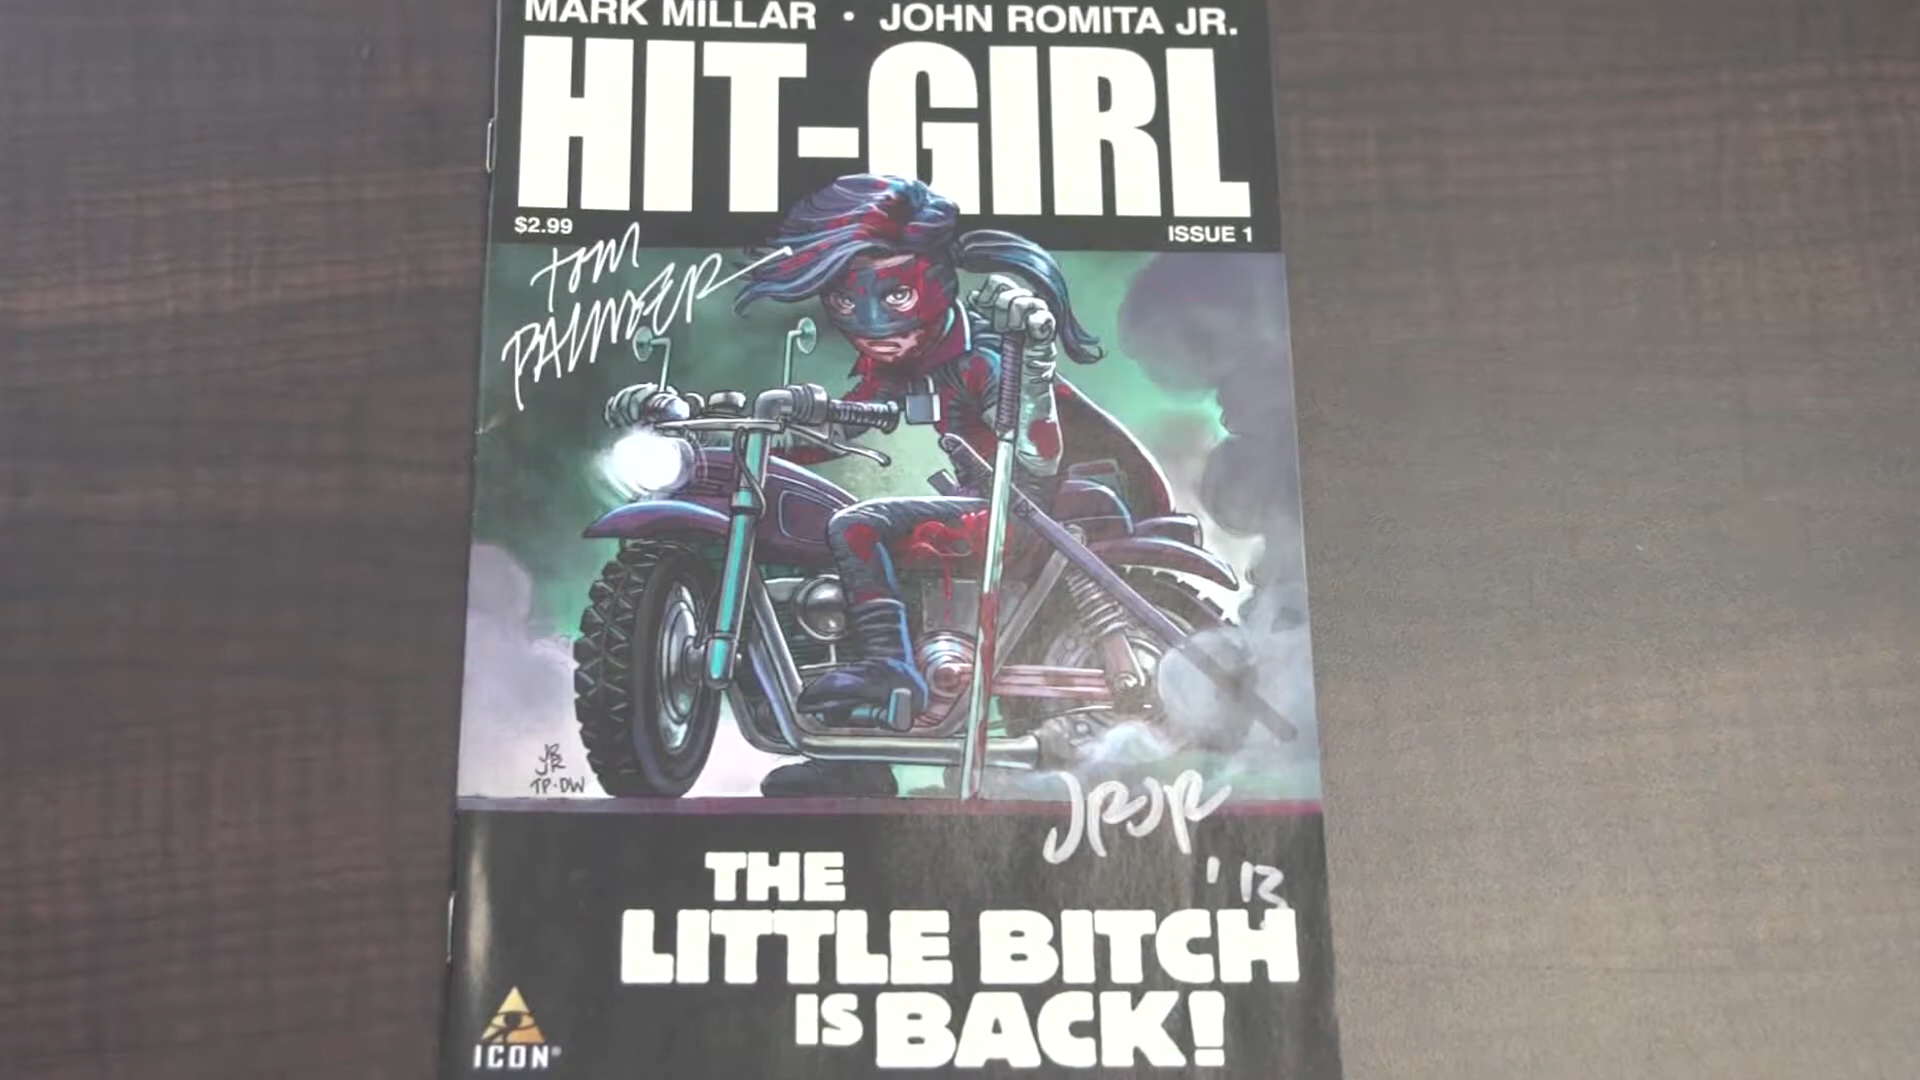 MARK MILLAR • JOHN ROMITA JR.
HIT-GIRL
$2.99
ISSUE 1
TOM
PALMER
JR
JR
TP·DW
JRJR
'13
THE
LITTLE BITCH
IS BACK!
ICON®